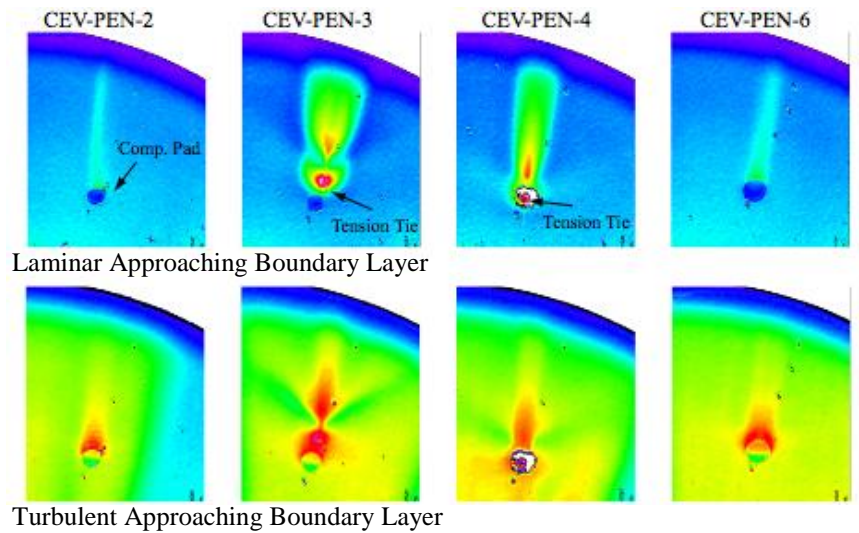 CEV-PEN-2 CEV-PEN-3 CEV-PEN-4 CEV-PEN-6
Comp. Pad
Tension Tie
Tension Tie
Laminar Approaching Boundary Layer
Turbulent Approaching Boundary Layer